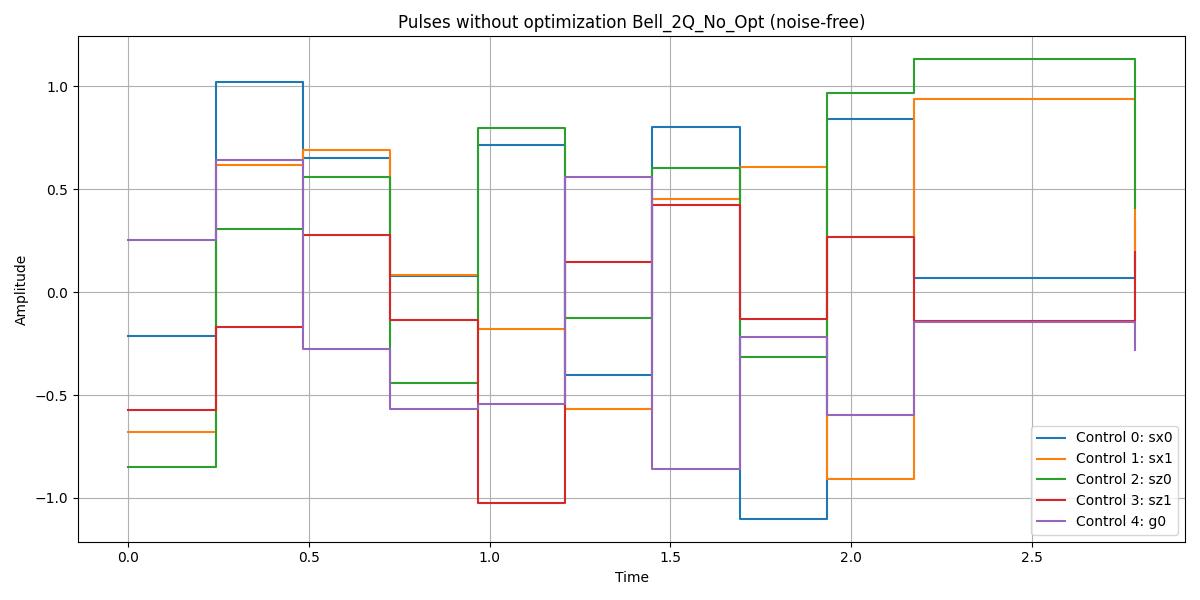 Pulses without optimization Bell_2Q_No_Opt (noise-free)
Amplitude
1.0
0.5
0.0
−0.5
−1.0
0.0
0.5
1.0
1.5
2.0
2.5
Time
Control 0: sx0
Control 1: sx1
Control 2: sz0
Control 3: sz1
Control 4: g0